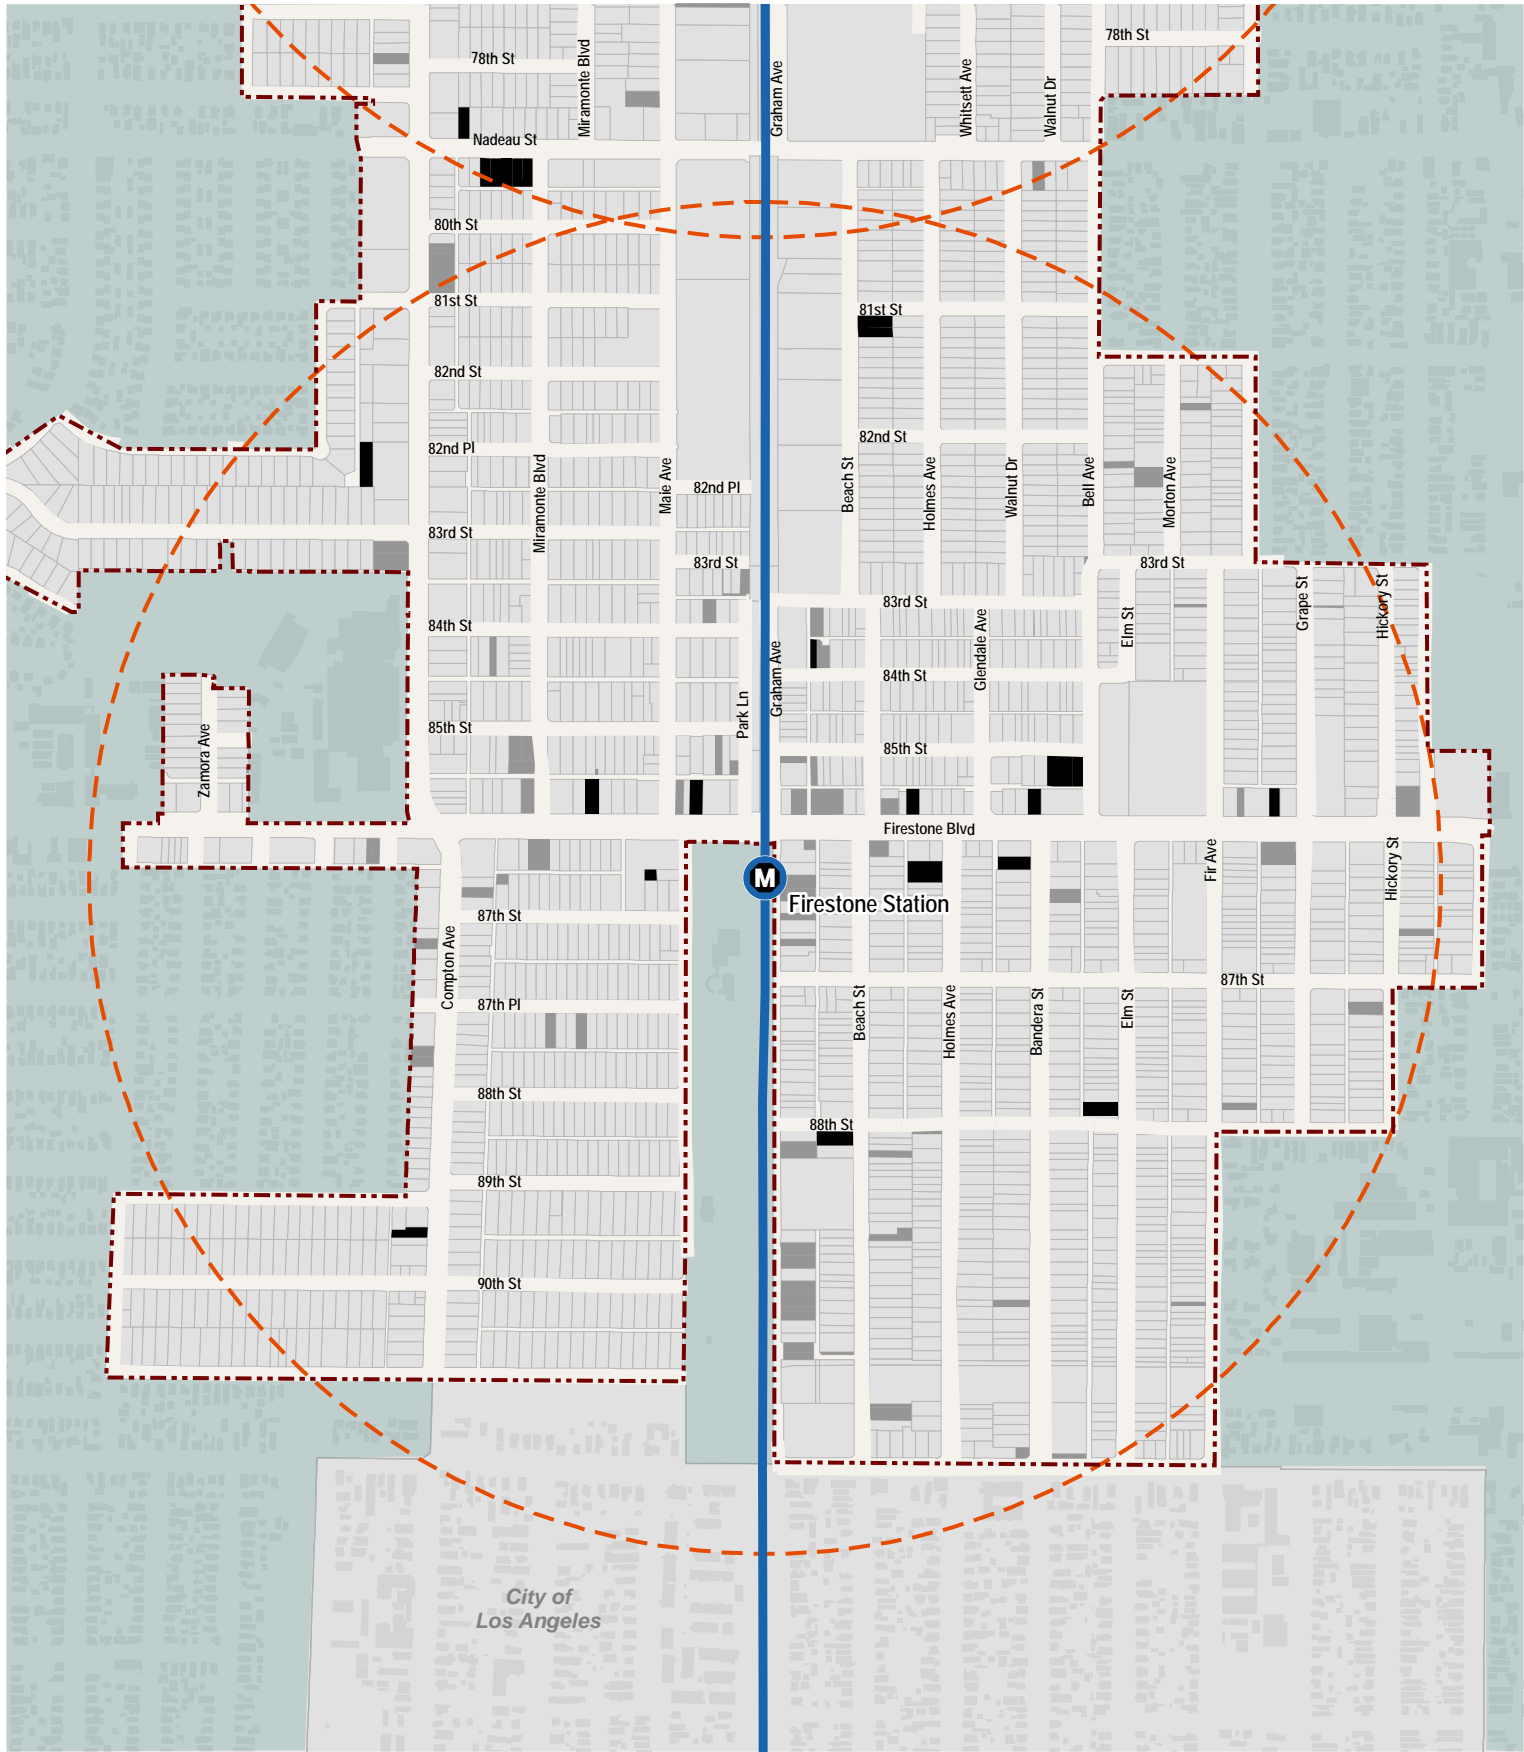 78th St
78th St
Miramonte Blvd
Graham Ave
Whitsett Ave
Walnut Dr
Nadeau St
80th St
81st St
81st St
82nd St
82nd St
82nd Pl
Miramonte Blvd
Maie Ave
82nd Pl
Beach St
Holmes Ave
Walnut Dr
Bell Ave
Morton Ave
83rd St
83rd St
83rd St
83rd St
Grape St
Hickory St
Elm St
84th St
Glendale Ave
84th St
Graham Ave
Park Ln
85th St
85th St
Zamora Ave
Firestone Blvd
Fir Ave
Hickory St
M
Firestone Station
87th St
Compton Ave
87th St
87th Pl
Beach St
Holmes Ave
Bandera St
Elm St
88th St
88th St
89th St
90th St
City of
Los Angeles